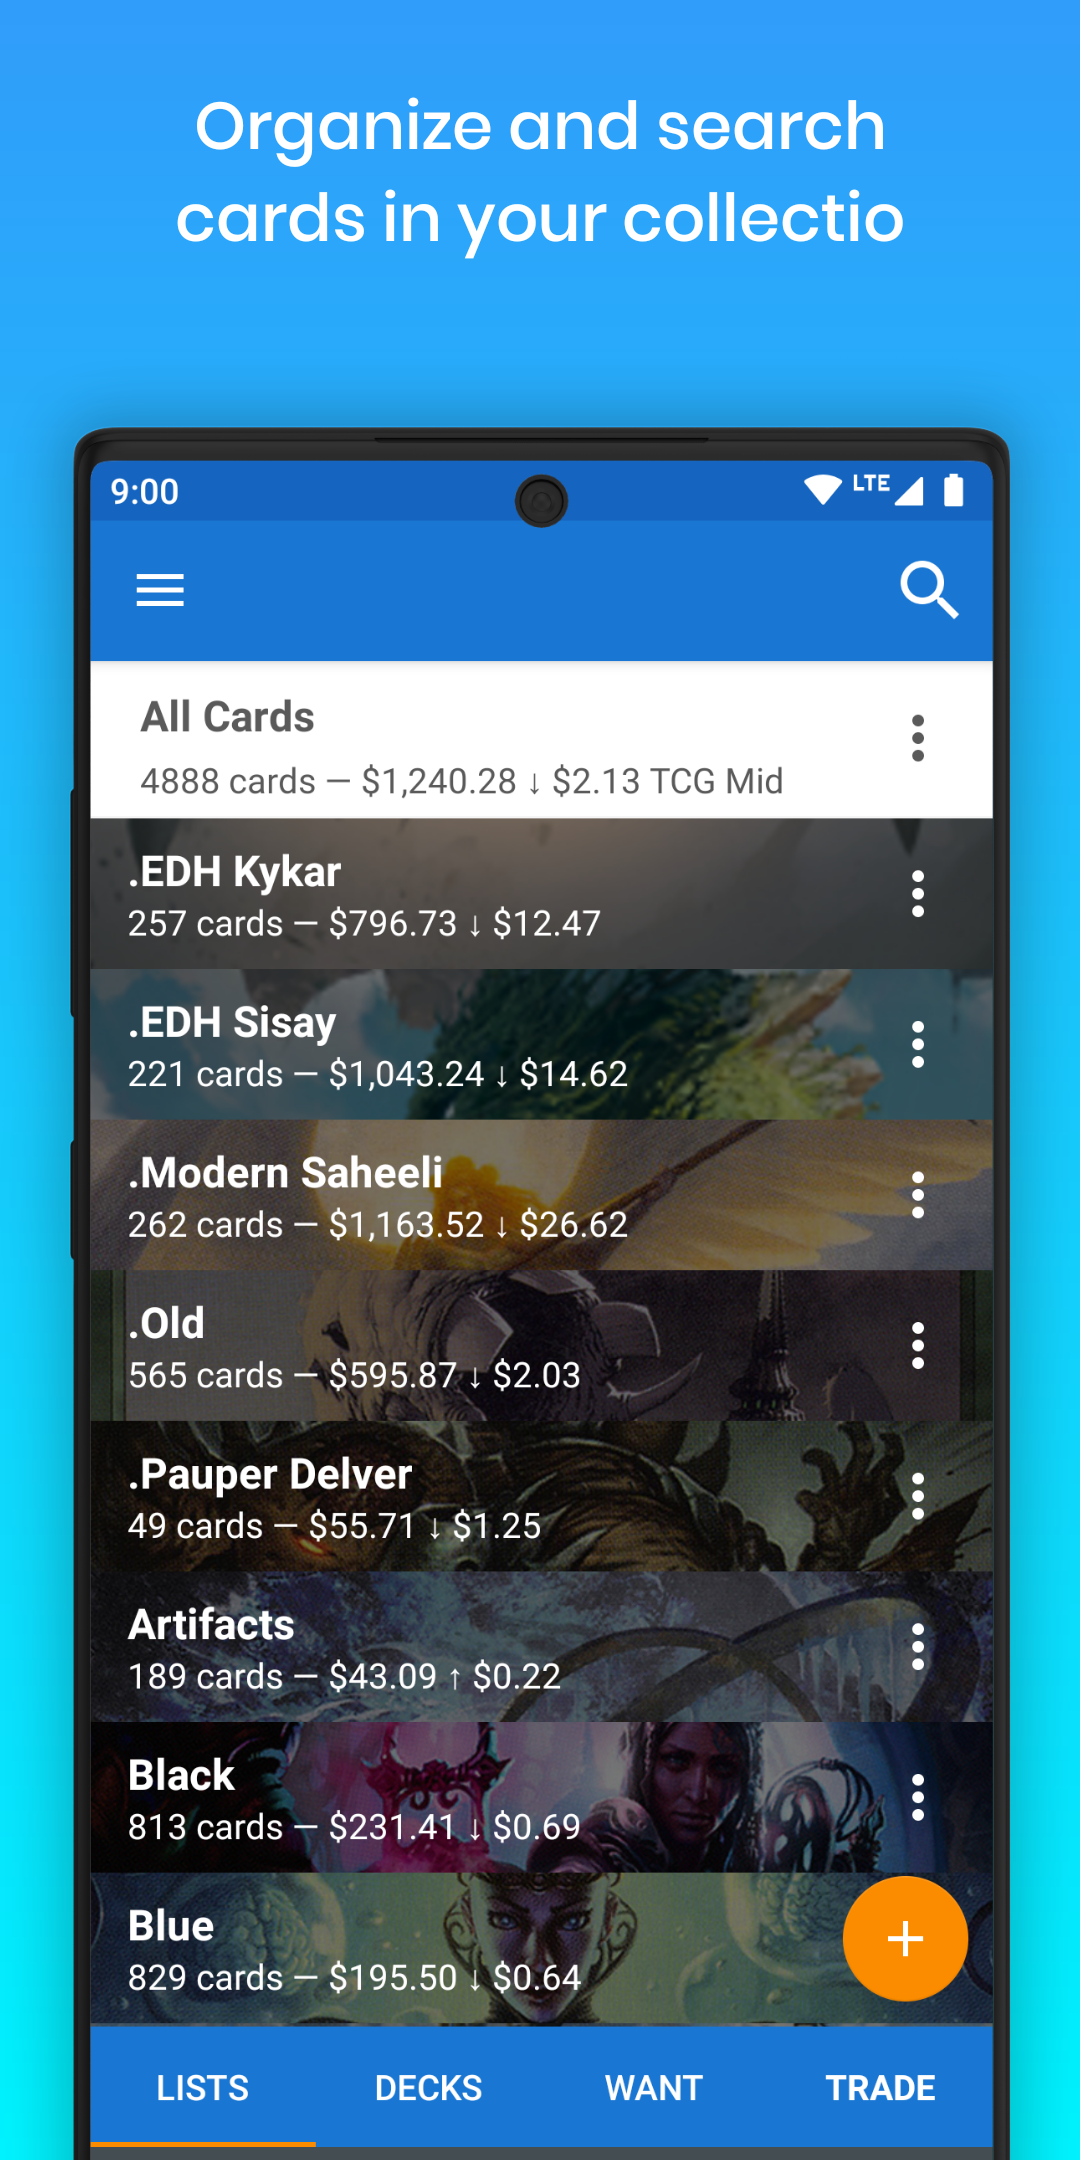 Organize and search
cards in your collectio
9:00 LTE
All Cards
4888 cards — $1,240.28 ↓ $2.13 TCG Mid
.EDH Kykar
257 cards — $796.73 ↓ $12.47
.EDH Sisay
221 cards — $1,043.24 ↓ $14.62
.Modern Saheeli
262 cards — $1,163.52 ↓ $26.62
.Old
565 cards — $595.87 ↓ $2.03
.Pauper Delver
49 cards — $55.71 ↓ $1.25
Artifacts
189 cards — $43.09 ↑ $0.22
Black
813 cards — $231.41 ↓ $0.69
Blue
829 cards — $195.50 ↓ $0.64
LISTS DECKS WANT TRADE